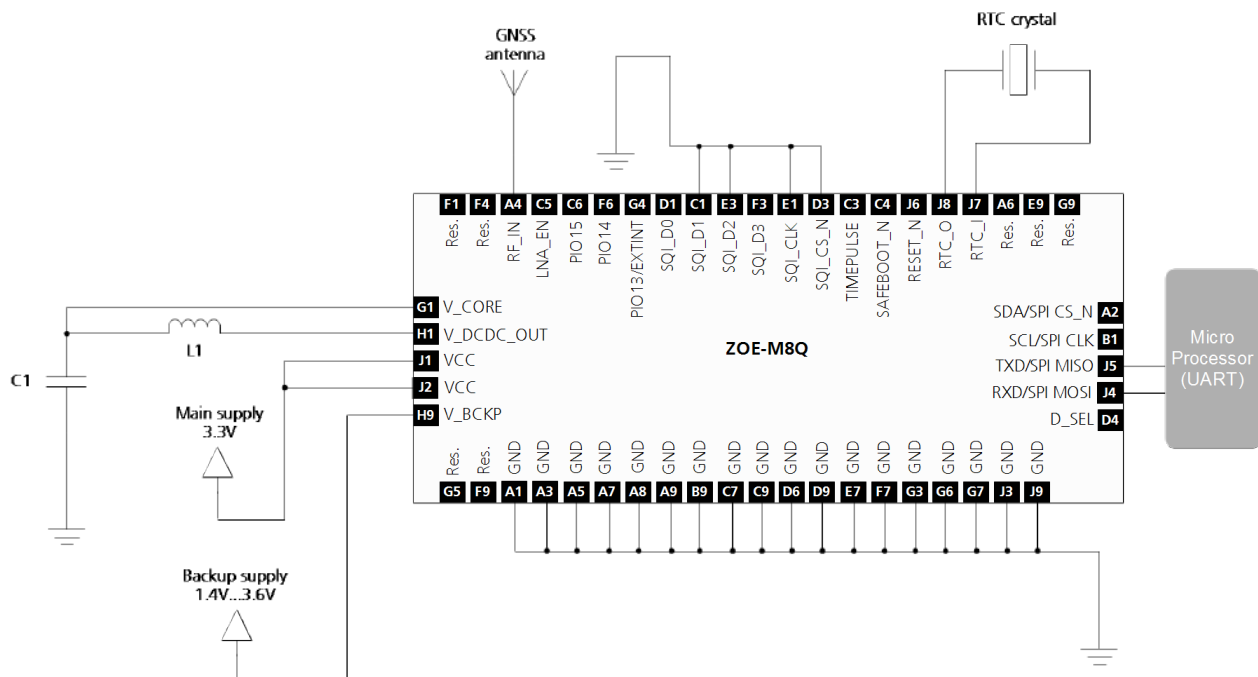 RTC crystal
GNSS
antenna
F1 F4 A4 C5 C6 F6 G4 D1 C1 E3 F3 E1 D3 C3 C4 J6 J8 J7 A6 E9 G9
Res. Res. RF_IN LNA_EN PIO15 PIO14 PIO13/EXTINT SQI_D0 SQI_D1 SQI_D2 SQI_D3 SQI_CLK SQI_CS_N TIMEPULSE SAFEBOOT_N RESET_N RTC_O RTC_I Res. Res. Res.
G1 V_CORE
H1 V_DCDC_OUT
J1 VCC
J2 VCC
H9 V_BCKP
L1
C1
Main supply
3.3V
ZOE-M8Q
SDA/SPI CS_N A2
SCL/SPI CLK B1
TXD/SPI MISO J5
RXD/SPI MOSI J4
D_SEL D4
Micro
Processor
(UART)
Res. Res. GND GND GND GND GND GND GND GND GND GND GND GND GND GND GND GND GND GND
G5 F9 A1 A3 A5 A7 A8 A9 B9 C7 C9 D6 D9 E7 F7 G3 G6 G7 J3 J9
Backup supply
1.4V...3.6V